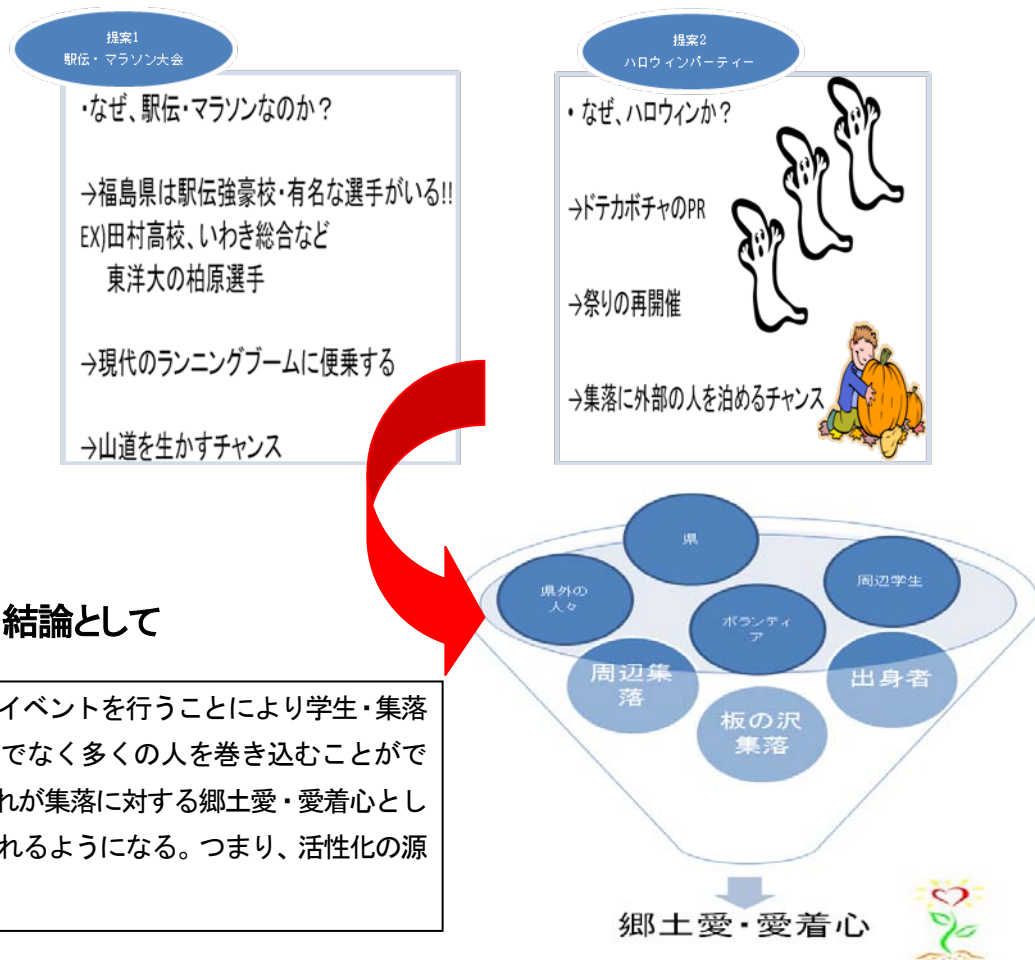 提案1
駅伝・マラソン大会
・なぜ、駅伝・マラソンなのか？
→福島県は駅伝強豪校・有名な選手がいる!!
EX)田村高校、いわき総合など
東洋大の柏原選手
→現代のランニングブームに便乗する
→山道を生かすチャンス
提案2
ハロウィンパーティー
・なぜ、ハロウィンか？
→ドテカボチャのPR
→祭りの再開催
→集落に外部の人を泊めるチャンス
結論として
イベントを行うことにより学生・集落
でなく多くの人を巻き込むことがで
れが集落に対する郷土愛・愛着心とし
れるようになる。つまり、活性化の源
県
県外の
人々
周辺学生
ボランティ
ア
周辺集
落
出身者
板の沢
集落
郷土愛・愛着心